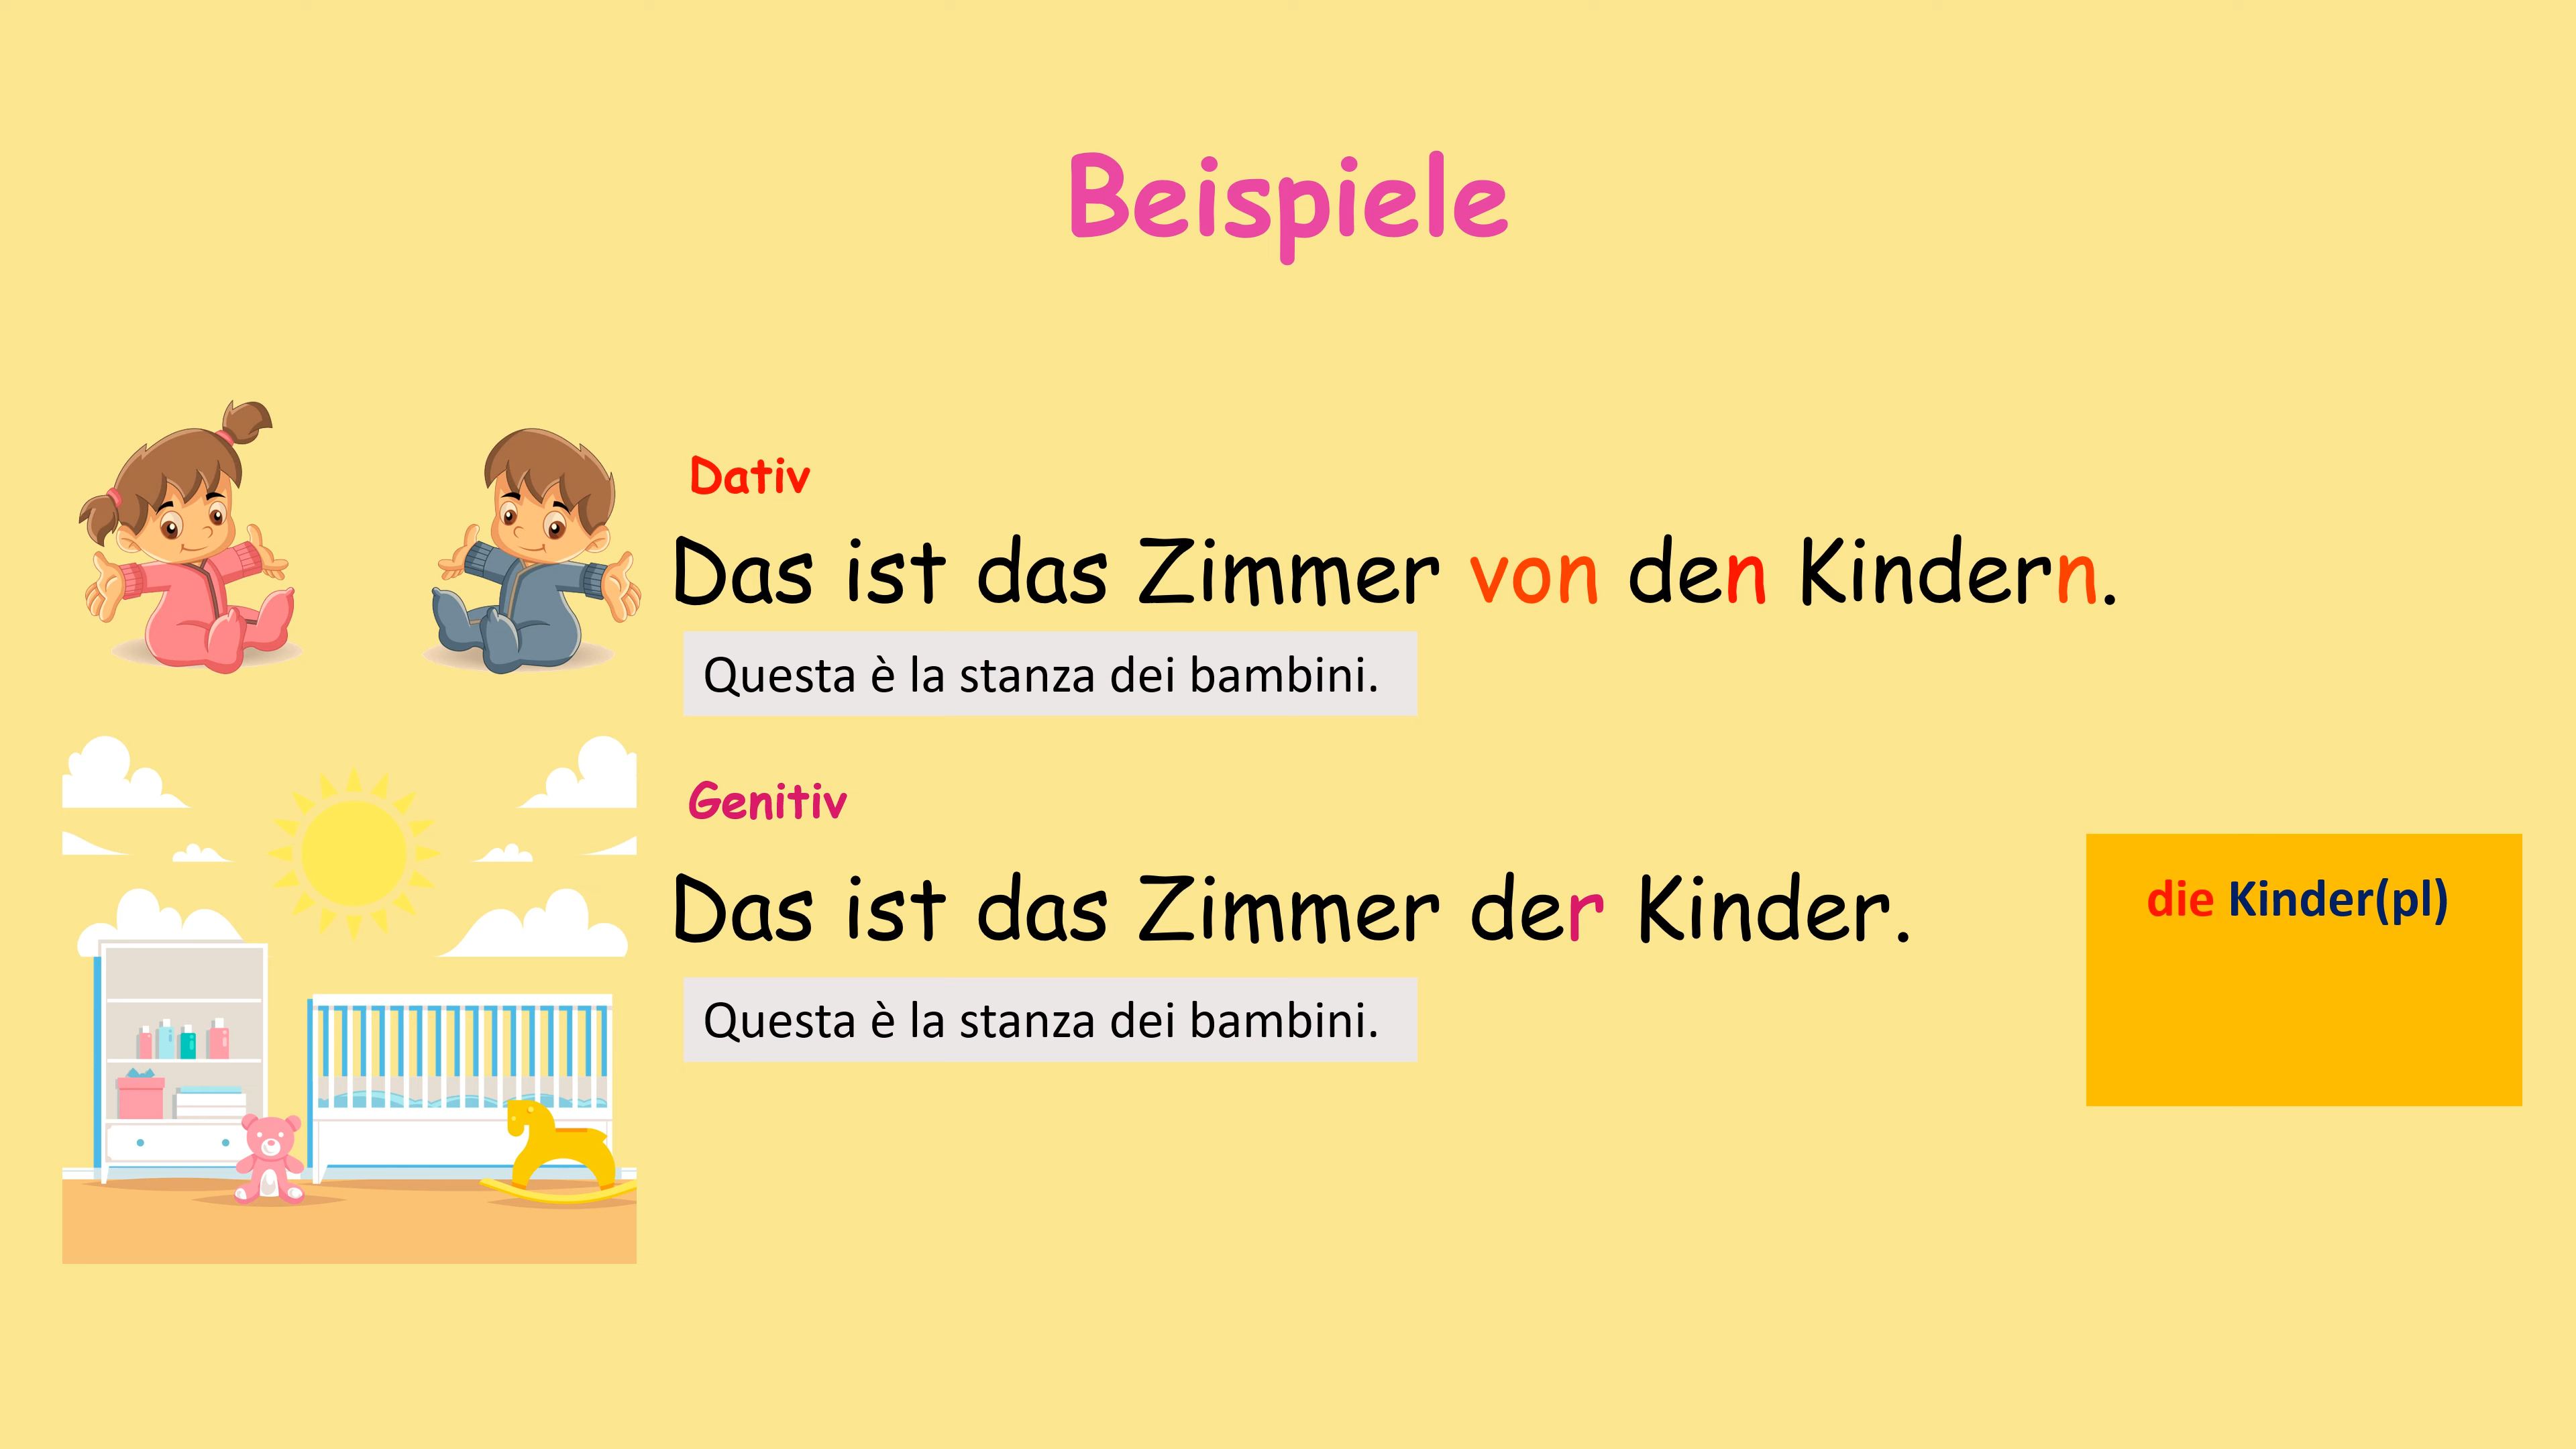 Beispiele
Dativ
Das ist das Zimmer von den Kindern.
Questa è la stanza dei bambini.
Genitiv
Das ist das Zimmer der Kinder.
Questa è la stanza dei bambini.
die Kinder(pl)